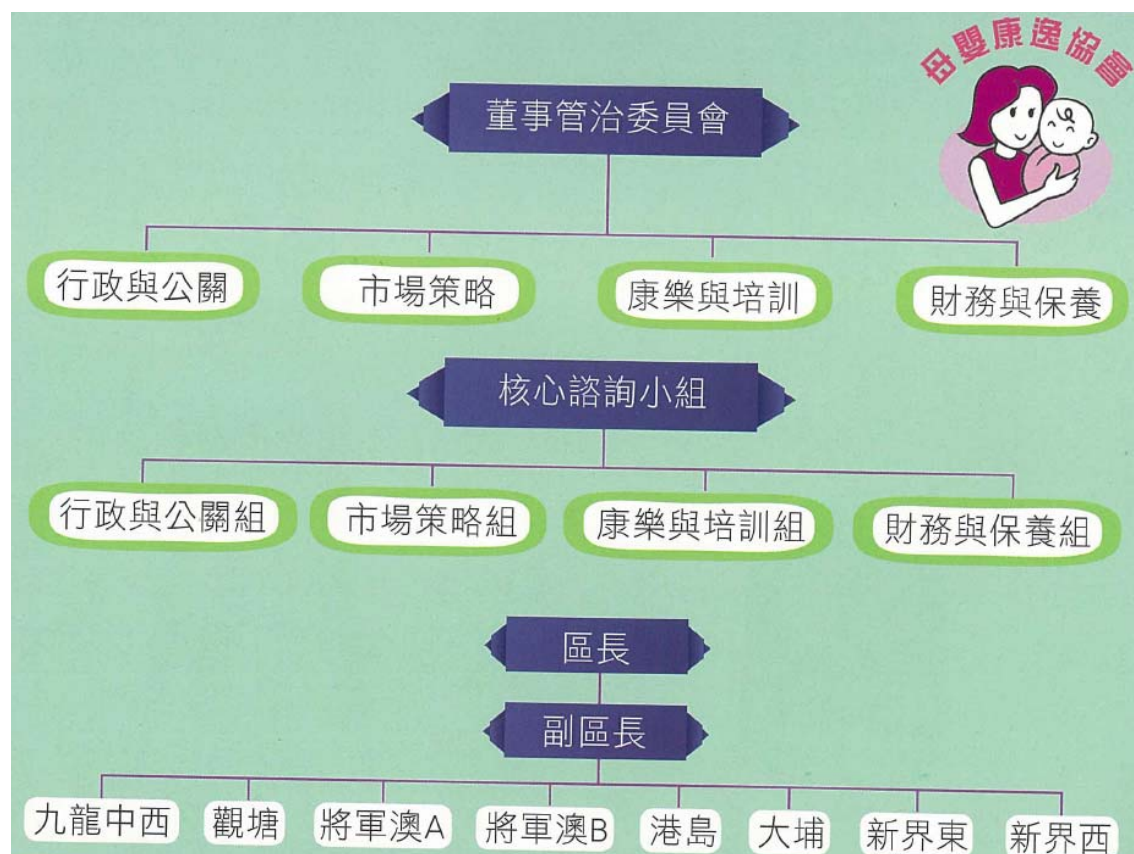 母嬰康逸協會
董事管治委員會
行政與公關
市場策略
康樂與培訓
財務與保養
核心諮詢小組
行政與公關組
市場策略組
康樂與培訓組
財務與保養組
區長
副區長
九龍中西
觀塘
將軍澳A
將軍澳B
港島
大埔
新界東
新界西